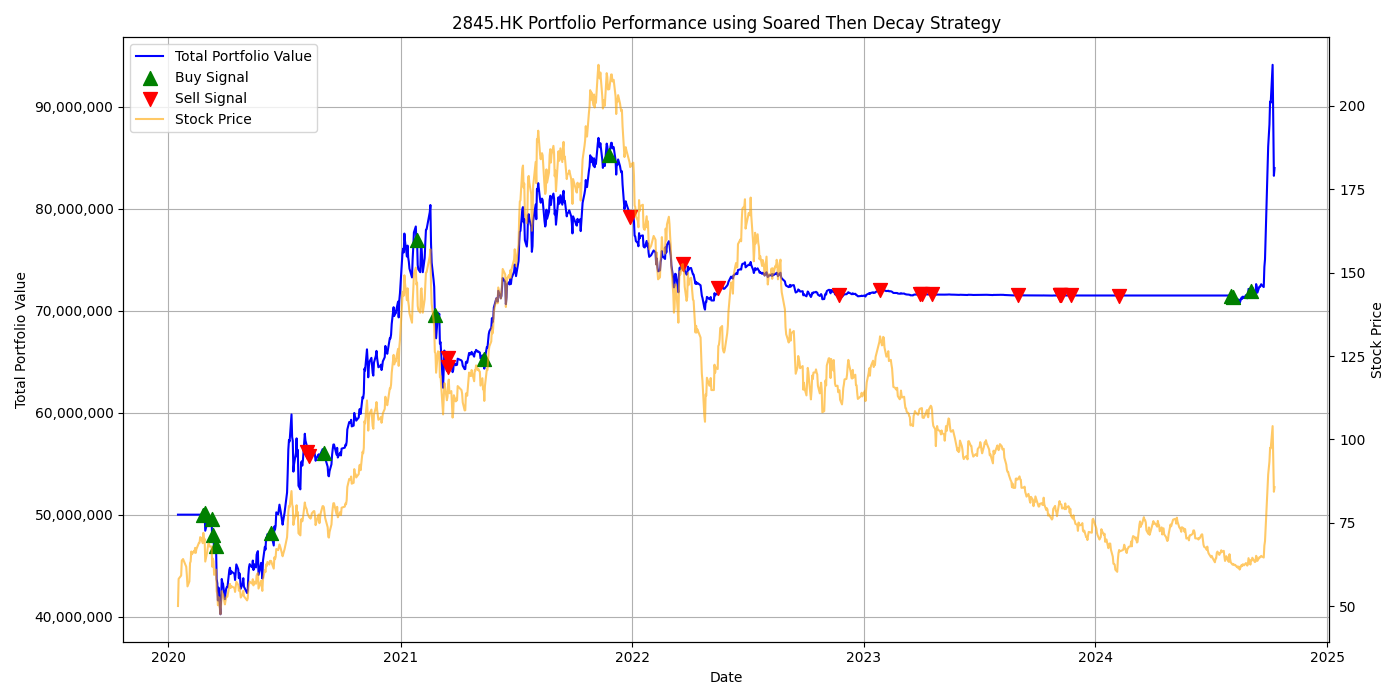 2845.HK Portfolio Performance using Soared Then Decay Strategy
Total Portfolio Value
Buy Signal
Sell Signal
Stock Price
90,000,000
80,000,000
70,000,000
60,000,000
50,000,000
40,000,000
Total Portfolio Value
200
175
150
125
100
75
50
Stock Price
2020
2021
2022
2023
2024
2025
Date